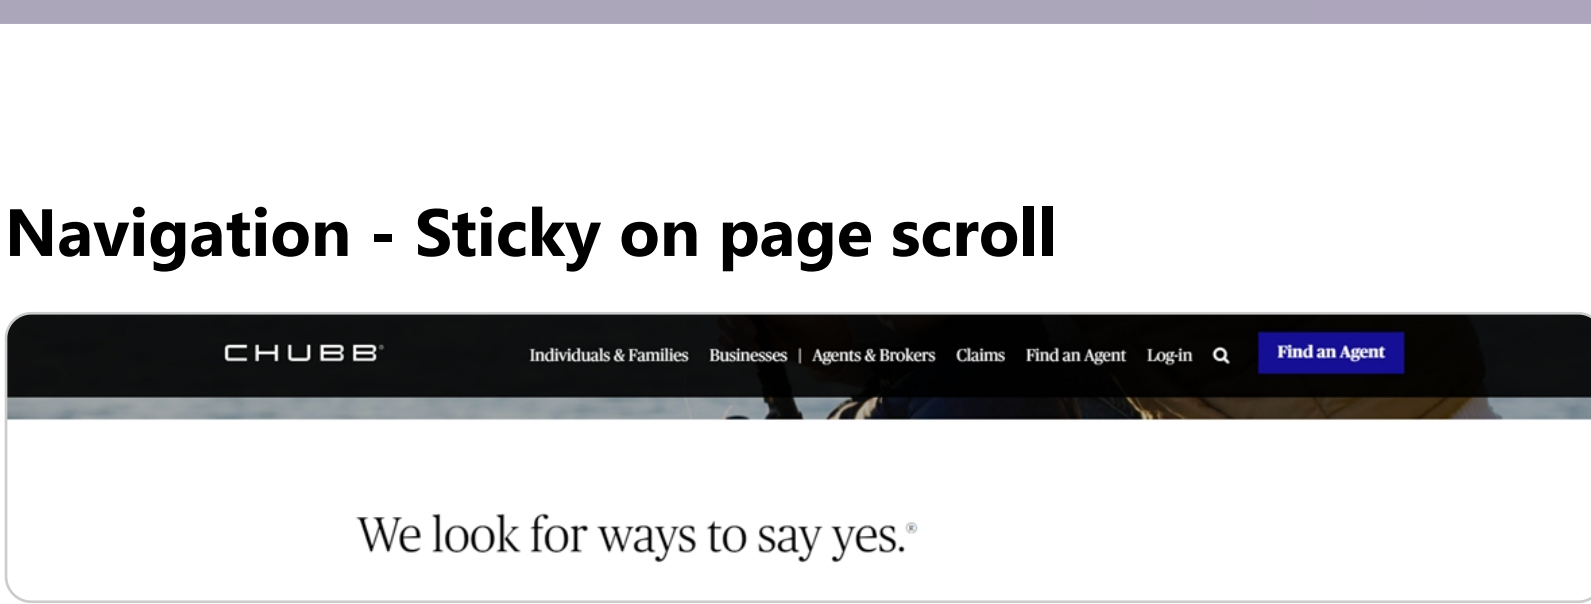 Navigation - Sticky on page scroll
CHUBB® Individuals & Families Businesses | Agents & Brokers Claims Find an Agent Log-in Find an Agent
We look for ways to say yes.®